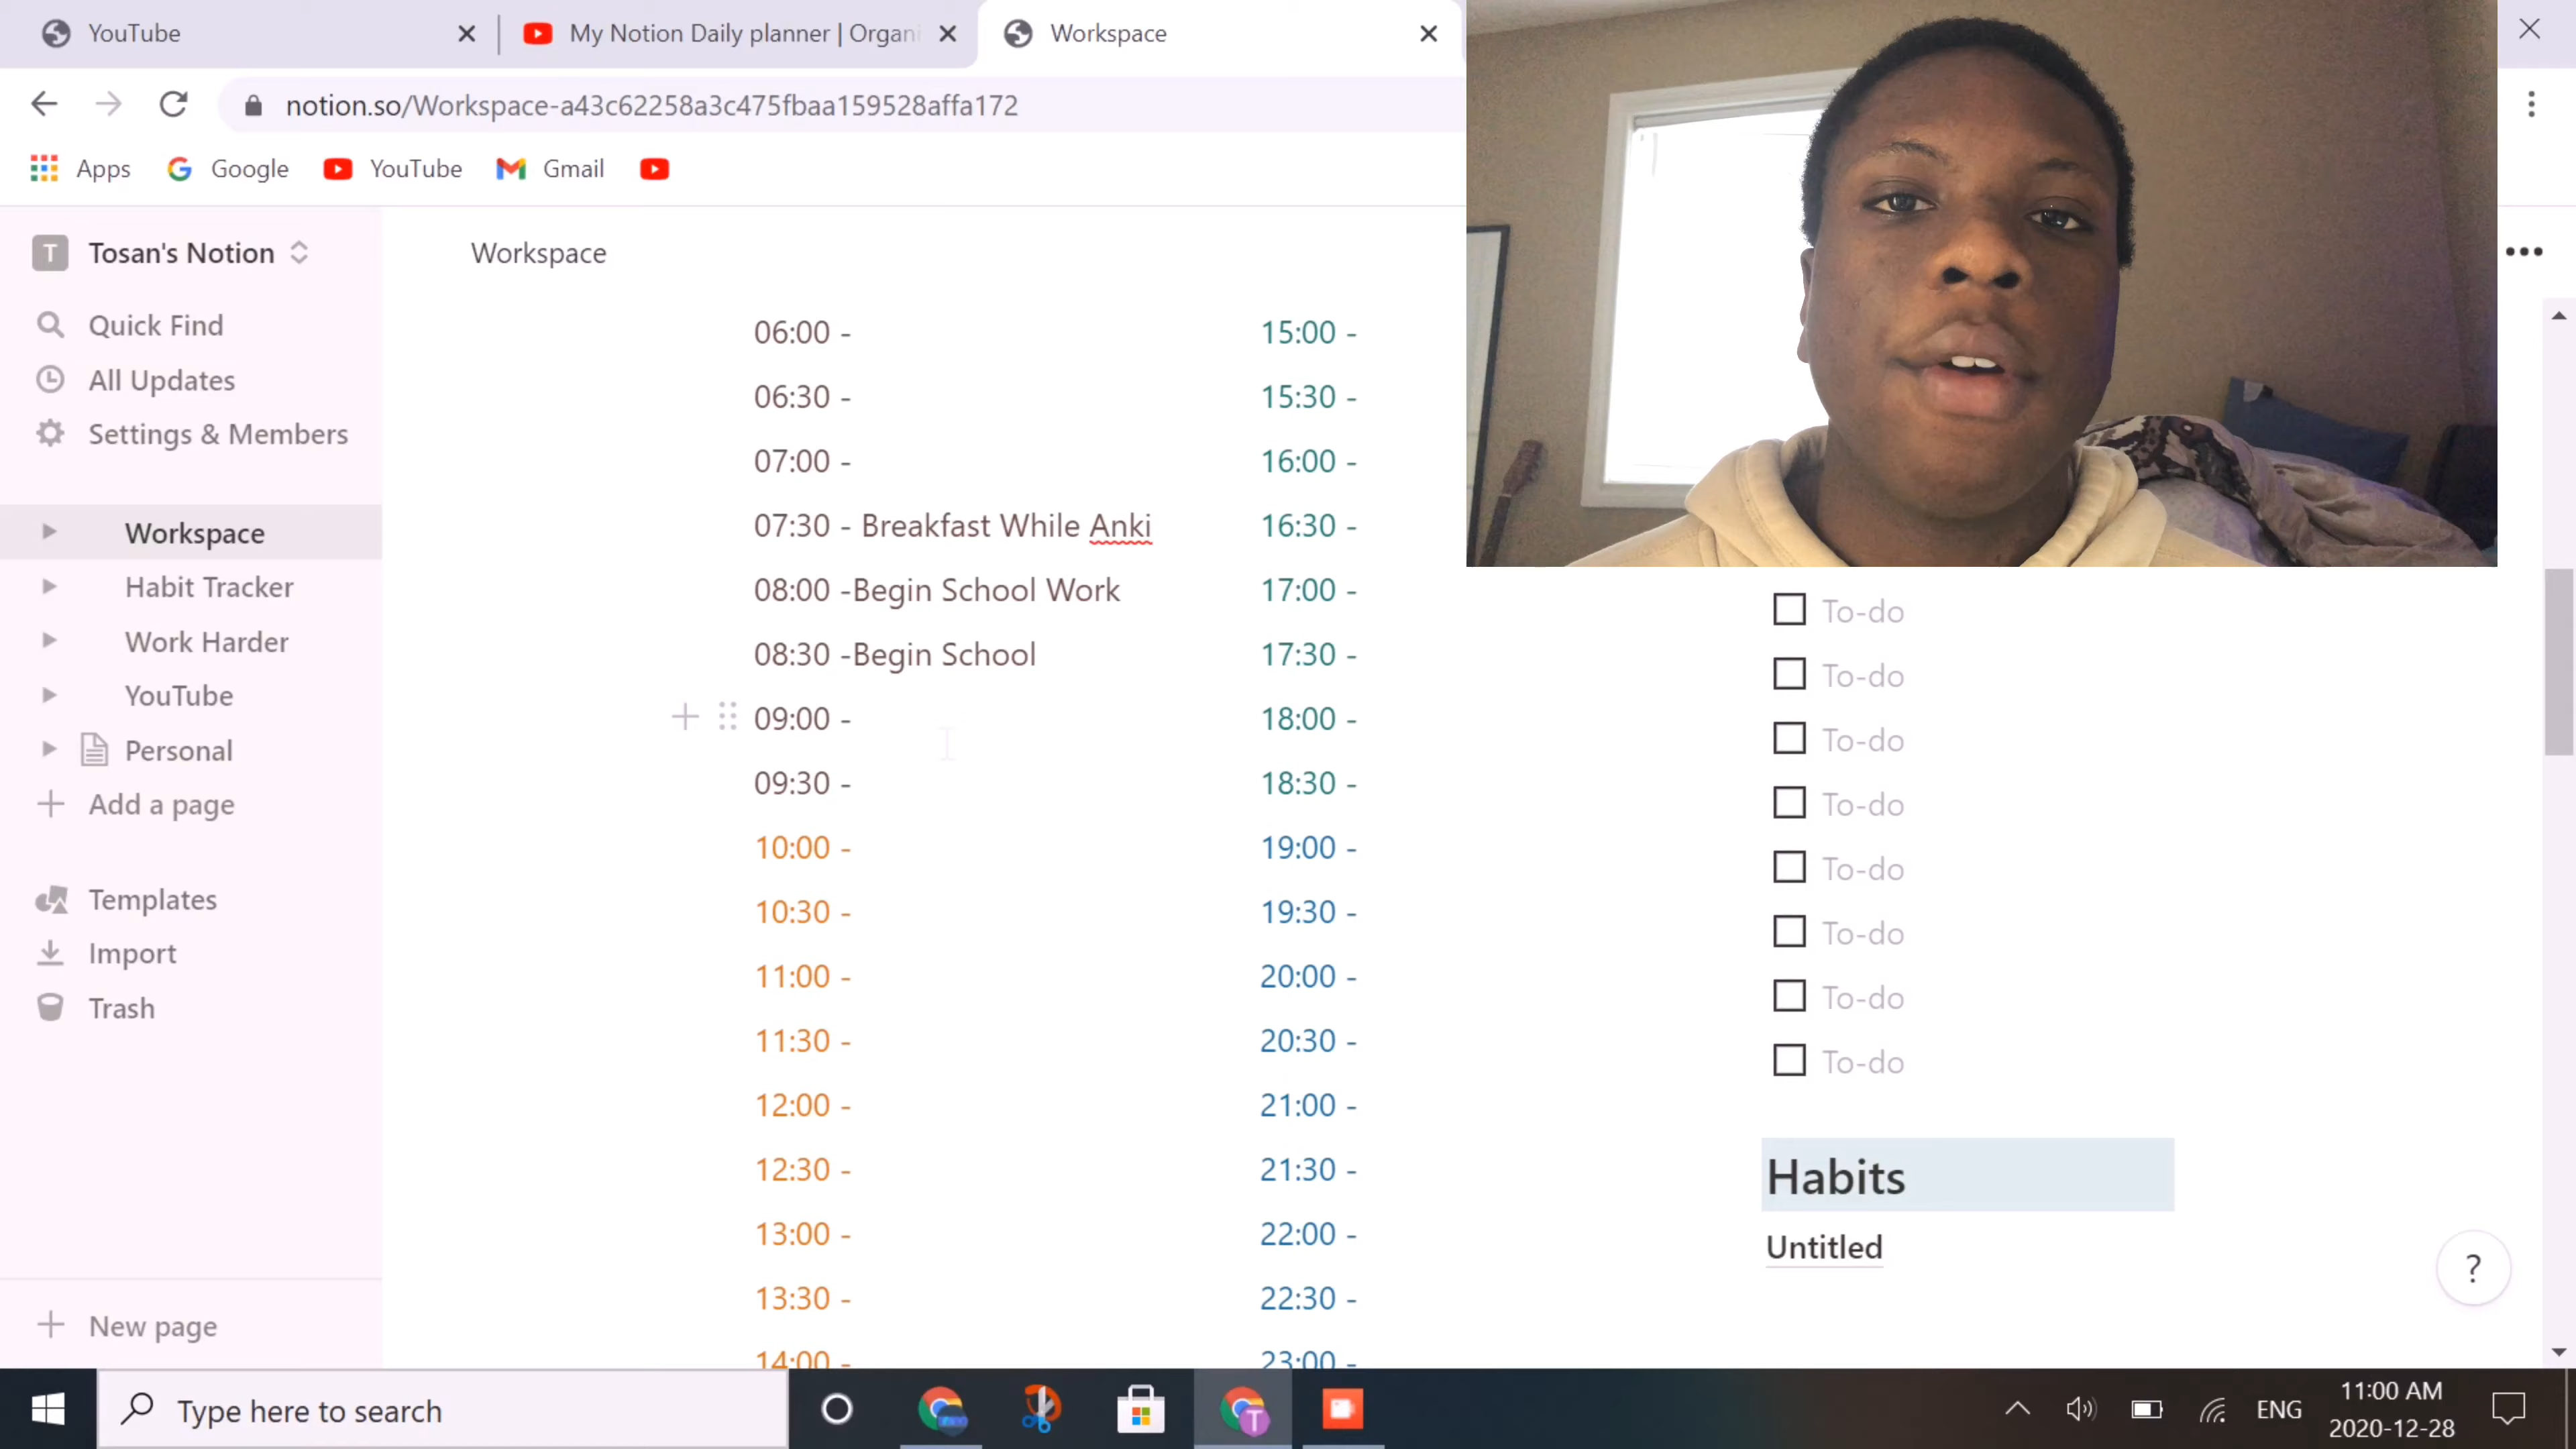 YouTube
My Notion Daily planner | Organi
Workspace
notion.so/Workspace-a43c62258a3c475fbaa159528affa172
Apps
Google
YouTube
Gmail
T
Tosan's Notion
Quick Find
All Updates
Settings & Members
Workspace
Habit Tracker
Work Harder
YouTube
Personal
Add a page
Templates
Import
Trash
New page
Workspace
06:00 -
06:30 -
07:00 -
07:30 - Breakfast While Anki
08:00 -Begin School Work
08:30 -Begin School
09:00 -
09:30 -
10:00 -
10:30 -
11:00 -
11:30 -
12:00 -
12:30 -
13:00 -
13:30 -
14:00 -
15:00 -
15:30 -
16:00 -
16:30 -
17:00 -
17:30 -
18:00 -
18:30 -
19:00 -
19:30 -
20:00 -
20:30 -
21:00 -
21:30 -
22:00 -
22:30 -
23:00 -
To-do
To-do
To-do
To-do
To-do
To-do
To-do
To-do
Habits
Untitled
?
Type here to search
T
ENG
11:00 AM
2020-12-28